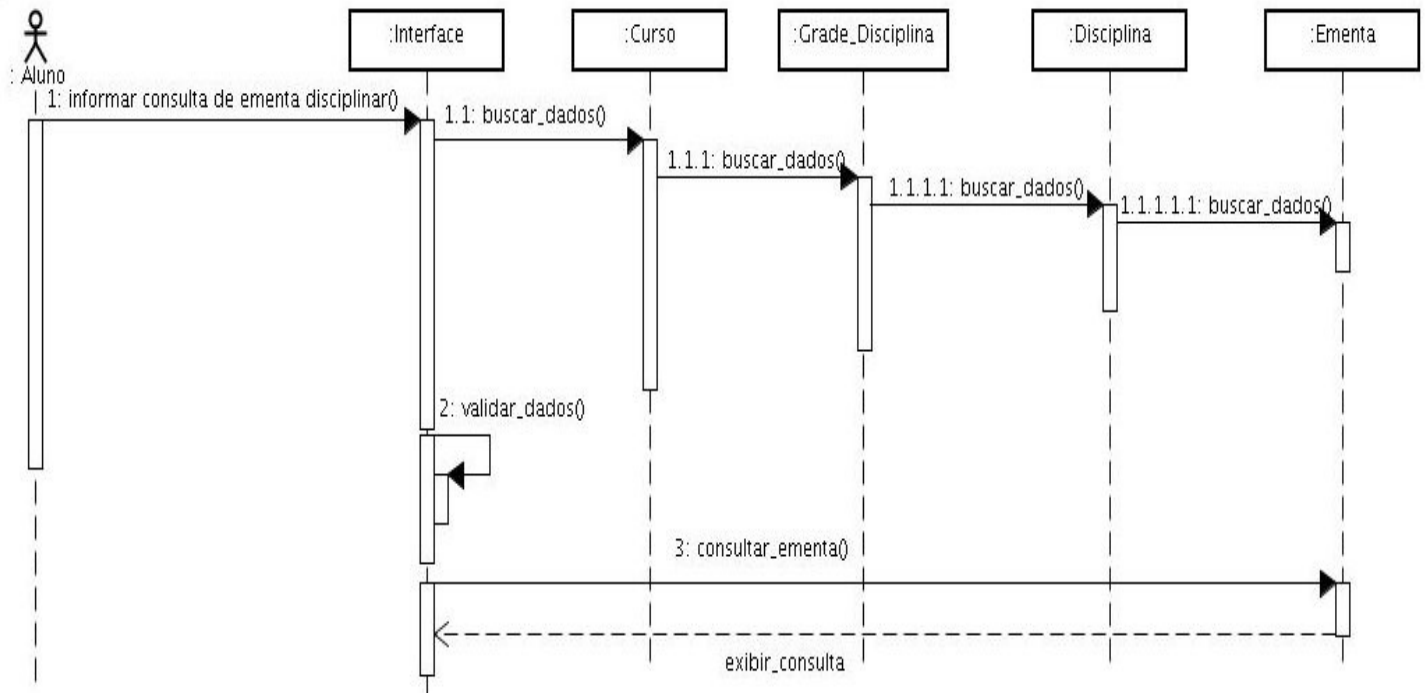 :Interface
:Curso
:Grade_Disciplina
:Disciplina
:Ementa
: Aluno
1: informar consulta de ementa disciplinar()
1.1: buscar_dados()
1.1.1: buscar_dados()
1.1.1.1: buscar_dados()
1.1.1.1.1: buscar_dados()
2: validar_dados()
3: consultar_ementa()
exibir_consulta